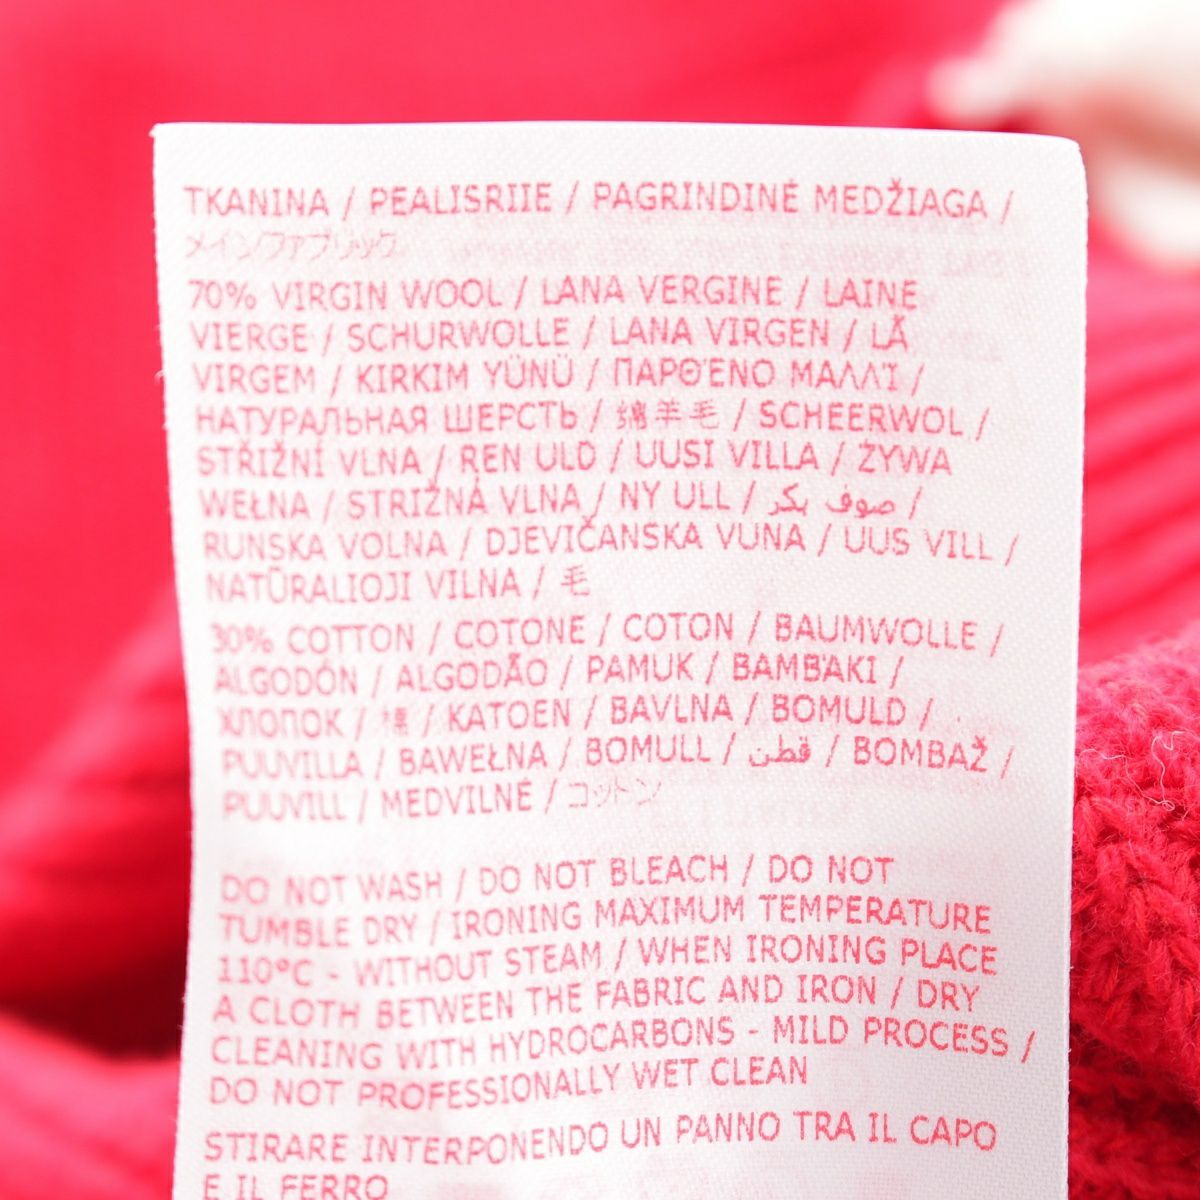 TKANINA / PEALISRIIE / PAGRINDINĖ MEDŽIAGA /
メインファブリック
70% VIRGIN WOOL / LANA VERGINE / LAINE
VIERGE / SCHURWOLLE / LANA VIRGEN / LÃ
VIRGEM / KIRKIM YÜNÜ / ΠΑΡΘΈΝΟ ΜΑΛΛΊ /
НАТУРАЛЬНАЯ ШЕРСТЬ / 绵羊毛 / SCHEERWOL /
STŘIŽNÍ VLNA / REN ULD / UUSI VILLA / ŻYWA
WEŁNA / STRIŽNÁ VLNA / NY ULL / صوف بكر /
RUNSKA VOLNA / DJEVIČANSKA VUNA / UUS VILL /
NATŪRALIOJI VILNA / 毛
30% COTTON / COTONE / COTON / BAUMWOLLE /
ALGODÓN / ALGODÃO / PAMUK / ΒΑΜΒΆΚΙ /
ХЛОПОК / 棉 / KATOEN / BAVLNA / BOMULD /
PUUVILLA / BAWEŁNA / BOMULL / قطن / BOMBAŽ /
PUUVILL / MEDVILNĖ / コットン
DO NOT WASH / DO NOT BLEACH / DO NOT
TUMBLE DRY / IRONING MAXIMUM TEMPERATURE
110°C - WITHOUT STEAM / WHEN IRONING PLACE
A CLOTH BETWEEN THE FABRIC AND IRON / DRY
CLEANING WITH HYDROCARBONS - MILD PROCESS /
DO NOT PROFESSIONALLY WET CLEAN
STIRARE INTERPONENDO UN PANNO TRA IL CAPO
E IL FERRO